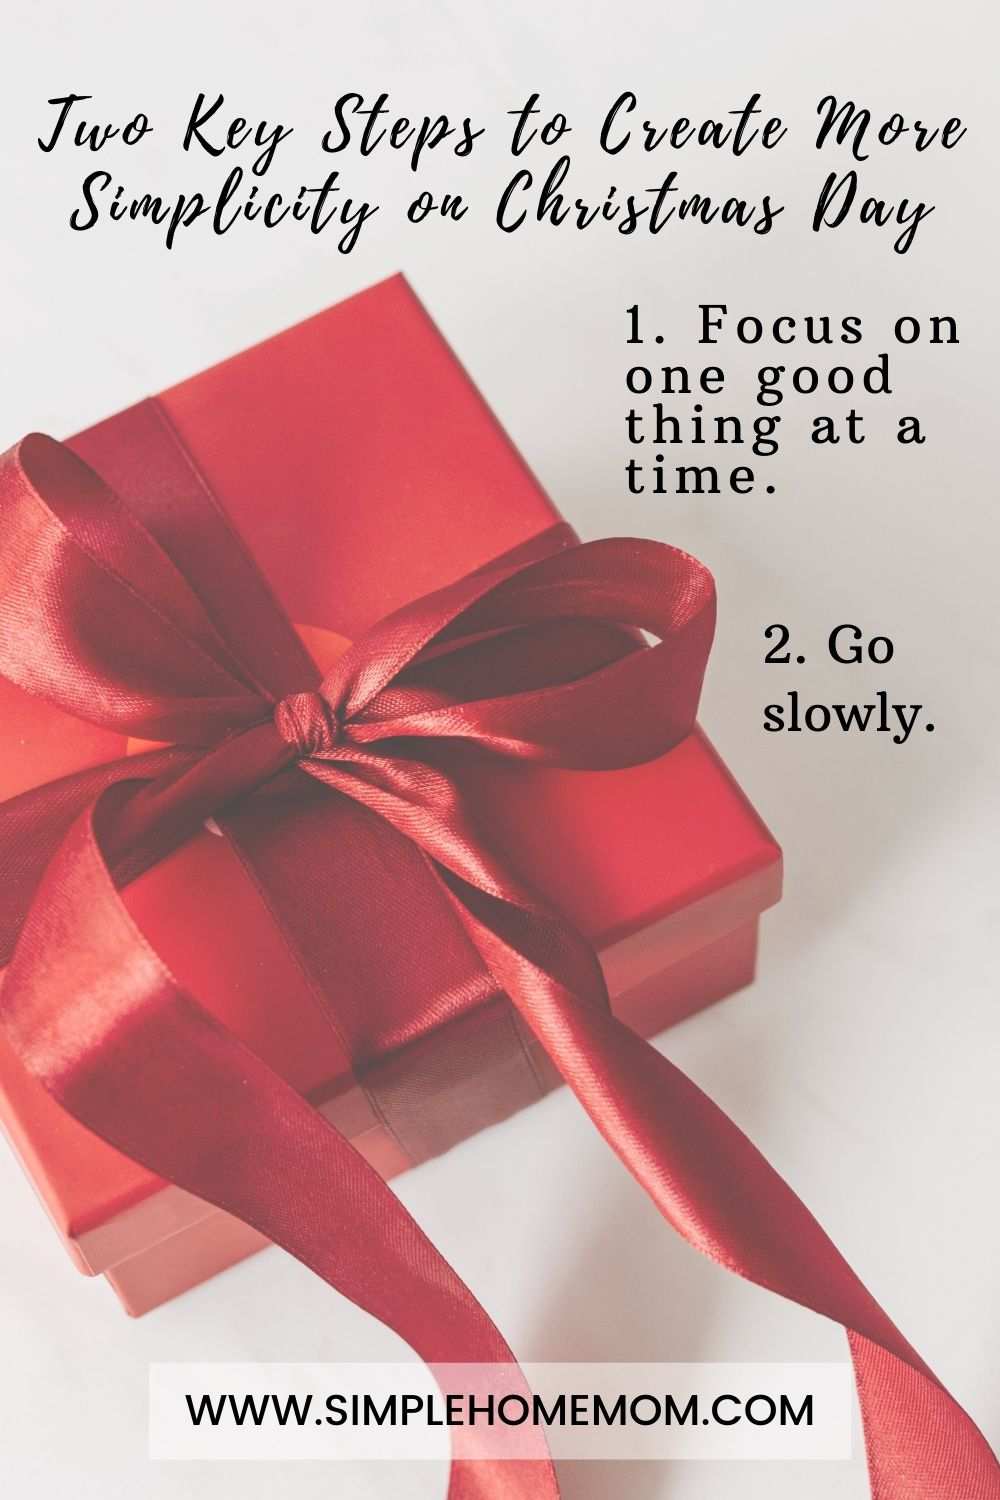 Two Key Steps to Create More
Simplicity on Christmas Day
1. Focus on
one good
thing at a
time.
2. Go
slowly.
WWW.SIMPLEHOMEMOM.COM